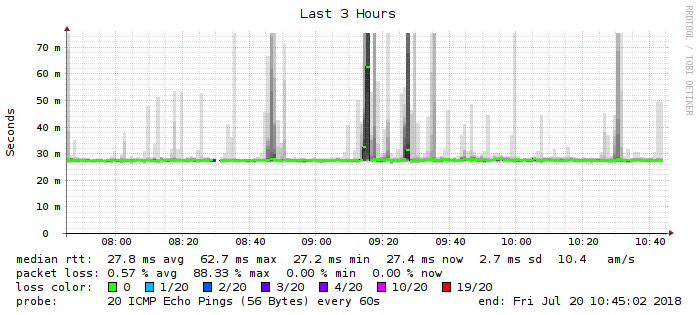 Last 3 Hours
RRDTOOL / TOBI OETIKER
Seconds
70 m
60 m
50 m
40 m
30 m
20 m
10 m
0
08:00 08:20 08:40 09:00 09:20 09:40 10:00 10:20 10:40
median rtt: 27.8 ms avg 62.7 ms max 27.2 ms min 27.4 ms now 2.7 ms sd 10.4 am/s
packet loss: 0.57 % avg 88.33 % max 0.00 % min 0.00 % now
loss color: 0 1/20 2/20 3/20 4/20 10/20 19/20
probe: 20 ICMP Echo Pings (56 Bytes) every 60s end: Fri Jul 20 10:45:02 2018